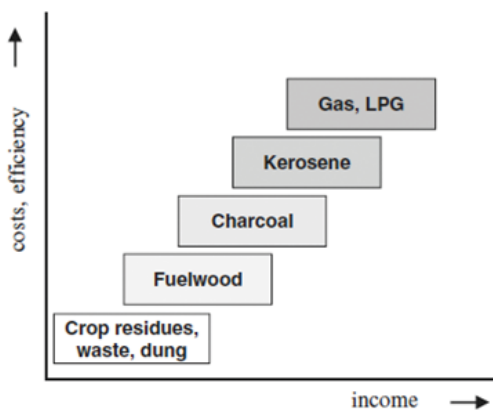 costs, efficiency
Gas, LPG
Kerosene
Charcoal
Fuelwood
Crop residues,
waste, dung
income